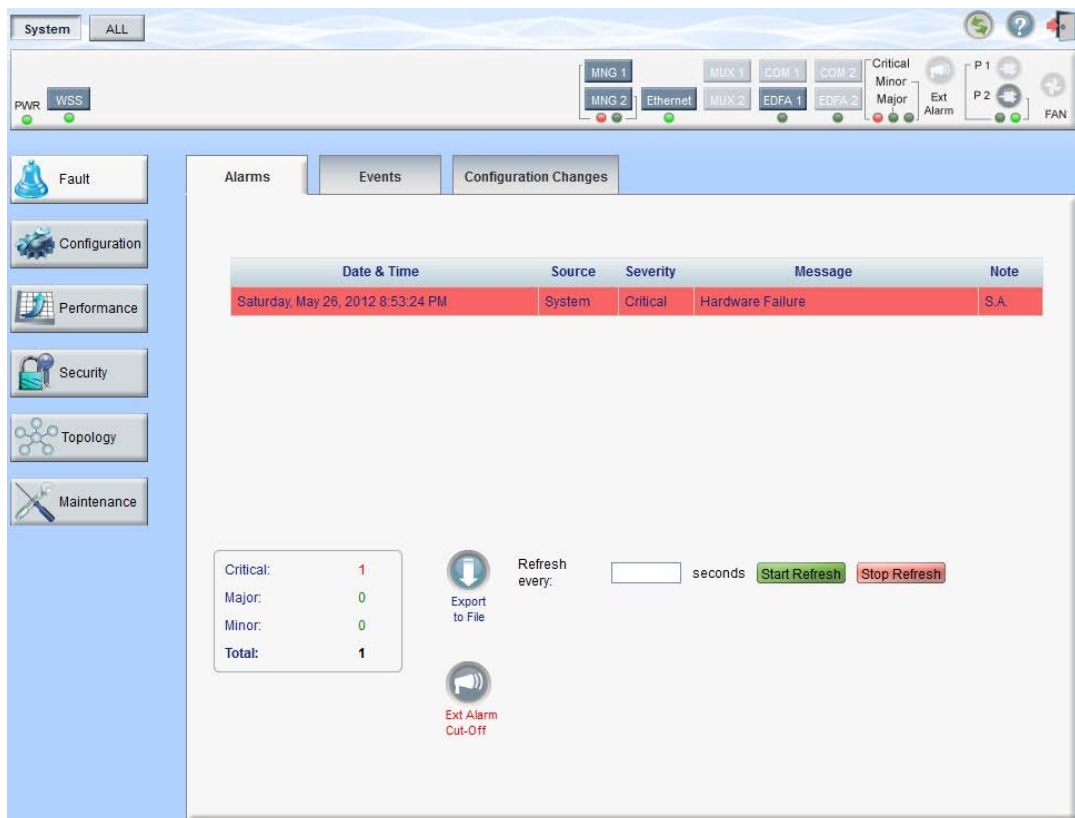 System ALL
MNG 1 MUX 1 COM 1 COM 2 Critical P 1
Minor
PWR WSS MNG 2 Ethernet MUX 2 EDFA 1 EDFA 2 Major Ext Alarm P 2 FAN
Fault
Configuration
Performance
Security
Topology
Maintenance
Alarms Events Configuration Changes
Date & Time Source Severity Message Note
Saturday, May 26, 2012 8:53:24 PM System Critical Hardware Failure S.A.
Critical: 1
Major: 0
Minor: 0
Total: 1
Export
to File
Ext Alarm
Cut-Off
Refresh
every: seconds Start Refresh Stop Refresh